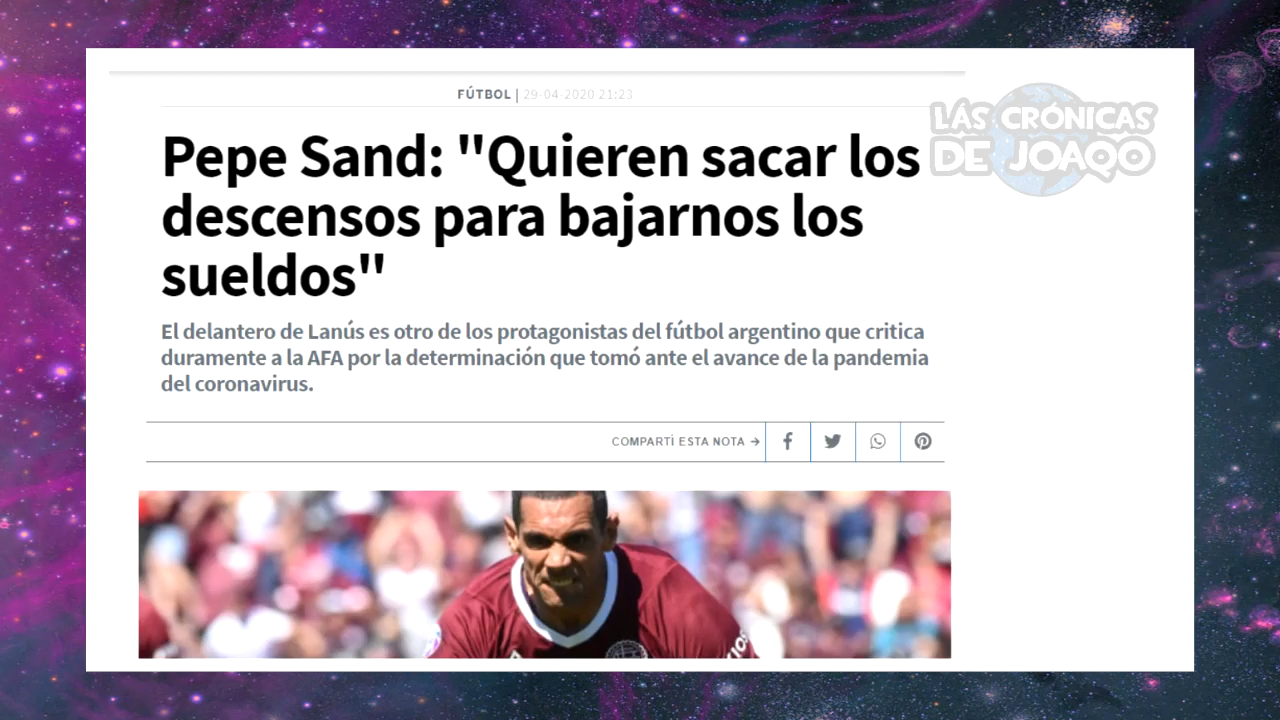 FÚTBOL | 29-04-2020 21:23
LAS CRÓNICAS
DE JOAQO
Pepe Sand: "Quieren sacar los
descensos para bajarnos los
sueldos"
El delantero de Lanús es otro de los protagonistas del fútbol argentino que critica
duramente a la AFA por la determinación que tomó ante el avance de la pandemia
del coronavirus.
COMPARTÍ ESTA NOTA →